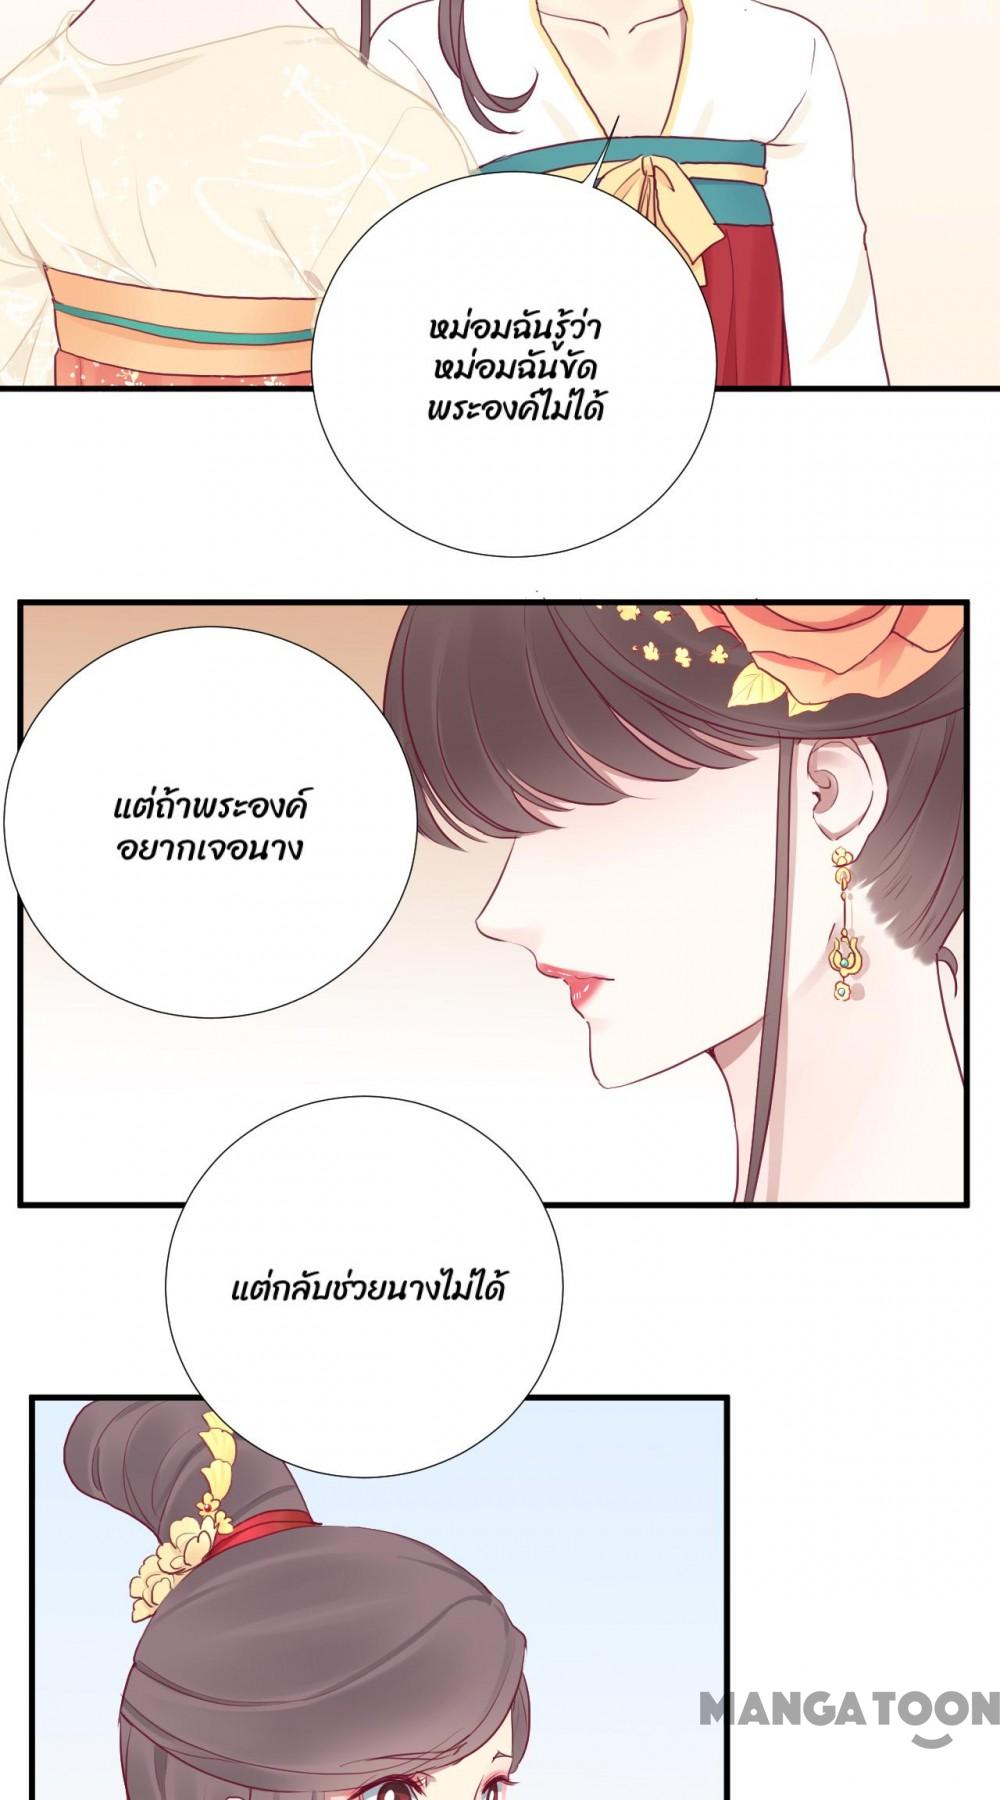 หม่อมฉันรู้ว่า
หม่อมฉันขัด
พระองค์ไม่ได้
แต่ถ้าพระองค์
อยากเจอนาง
แต่กลับช่วยนางไม่ได้
MANGATOON